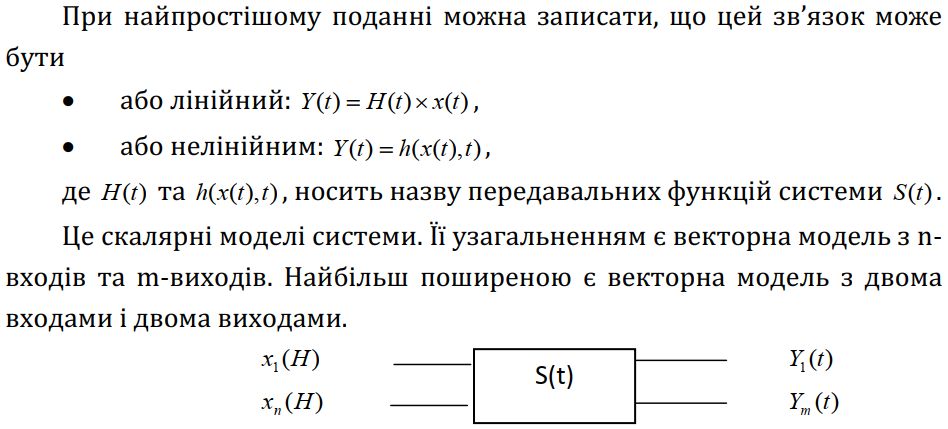 При найпростішому поданні можна записати, що цей зв’язок може
бути
• або лінійний: Y(t) = H(t) × x(t),
• або нелінійним: Y(t) = h(x(t),t),
де H(t) та h(x(t),t), носить назву передавальних функцій системи S(t).
Це скалярні моделі системи. Її узагальненням є векторна модель з n-
входів та m-виходів. Найбільш поширеною є векторна модель з двома
входами і двома виходами.
x₁(H) S(t) Y₁(t)
xₙ(H) Yₘ(t)